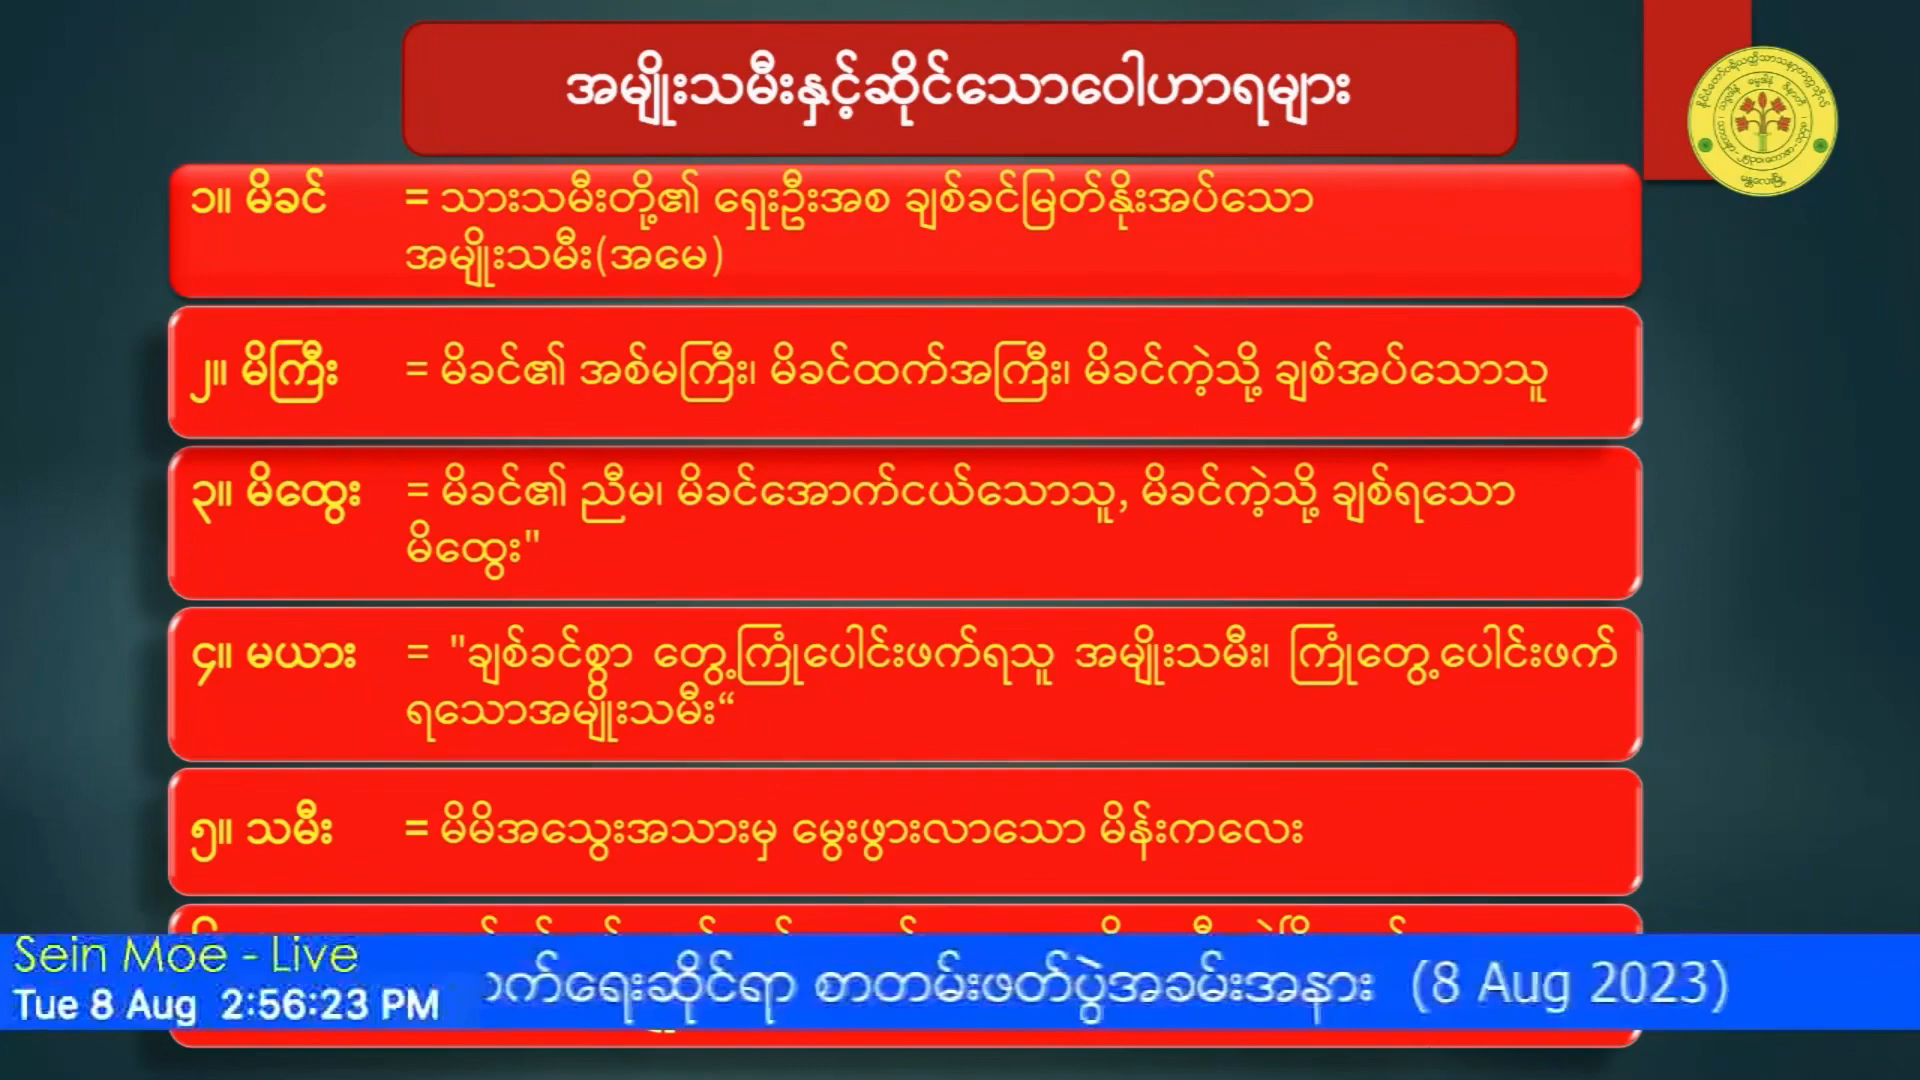 အမျိုးသမီးနှင့်ဆိုင်သောဝေါဟာရများ
၁။ မိခင် = သားသမီးတို့၏ ရှေးဦးအစ ချစ်ခင်မြတ်နိုးအပ်သော
အမျိုးသမီး(အမေ)
၂။ မိကြီး = မိခင်၏ အစ်မကြီး၊ မိခင်ထက်အကြီး၊ မိခင်ကဲ့သို့ ချစ်အပ်သောသူ
၃။ မိထွေး = မိခင်၏ ညီမ၊ မိခင်အောက်ငယ်သောသူ, မိခင်ကဲ့သို့ ချစ်ရသော
မိထွေး"
၄။ မယား = "ချစ်ခင်စွာ တွေ့ကြုံပေါင်းဖက်ရသူ အမျိုးသမီး၊ ကြုံတွေ့ပေါင်းဖက်
ရသောအမျိုးသမီး“
၅။ သမီး = မိမိအသွေးအသားမှ မွေးဖွားလာသော မိန်းကလေး
Sein Moe - Live
Tue 8 Aug 2:56:23 PM
ရေးဆိုင်ရာ စာတမ်းဖတ်ပွဲအခမ်းအနား (8 Aug 2023)